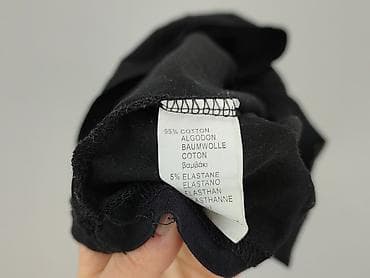 95% COTTON
ALGODON
BAUMWOLLE
COTON
βαμβάκι
5% ELASTANE
ELASTANO
ELASTHAN
ELASTHANNE